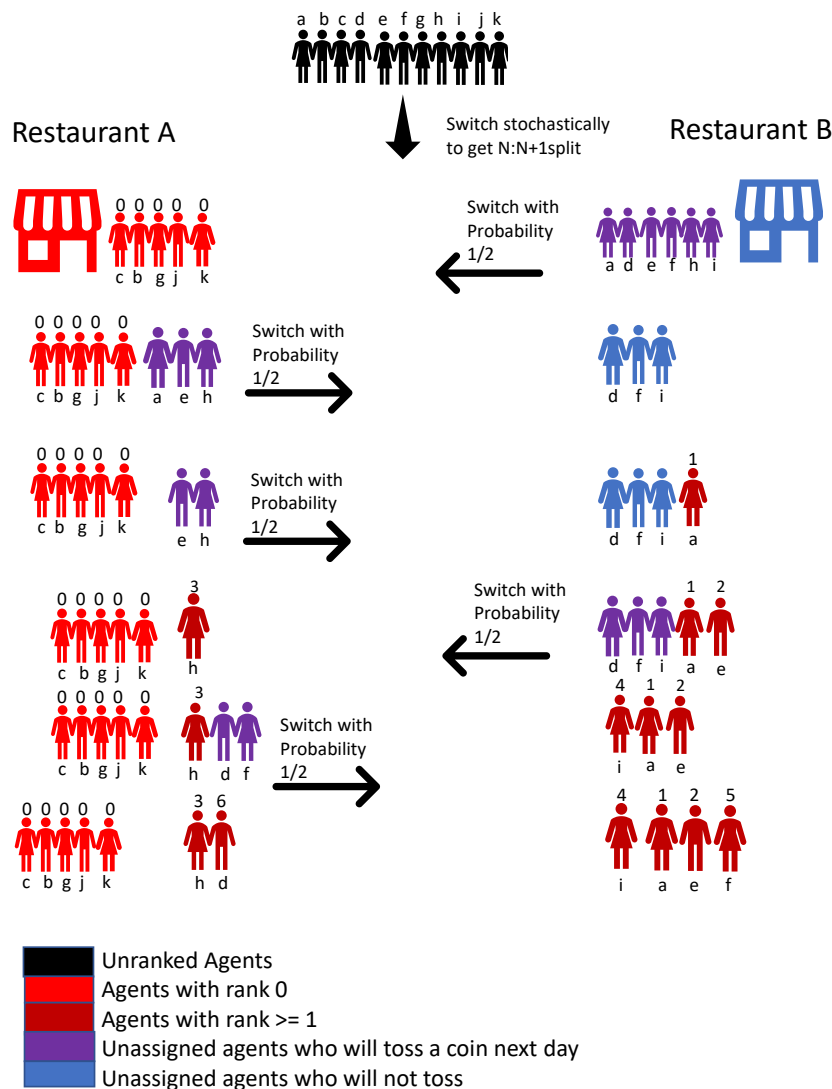 a b c d e f g h i j k
Restaurant A
Switch stochastically
to get N:N+1split
Restaurant B
0 0 0 0 0
c b g j k
Switch with
Probability
1/2
a d e f h i
0 0 0 0 0
c b g j k a e h
Switch with
Probability
1/2
d f i
0 0 0 0 0
c b g j k e h
Switch with
Probability
1/2
1
d f i a
0 0 0 0 0 3
c b g j k h
Switch with
Probability
1/2
1 2
d f i a e
0 0 0 0 0 3
c b g j k h d f
Switch with
Probability
1/2
4 1 2
i a e
0 0 0 0 0 3 6
c b g j k h d
4 1 2 5
i a e f
Unranked Agents
Agents with rank 0
Agents with rank >= 1
Unassigned agents who will toss a coin next day
Unassigned agents who will not toss